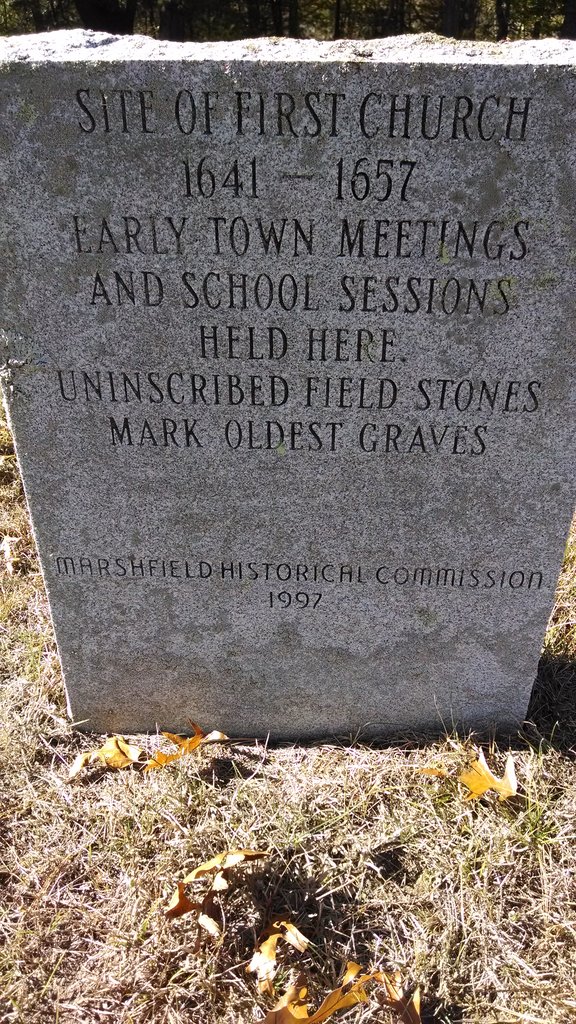 SITE OF FIRST CHURCH
1641 — 1657
EARLY TOWN MEETINGS
AND SCHOOL SESSIONS
HELD HERE.
UNINSCRIBED FIELD STONES
MARK OLDEST GRAVES
MARSHFIELD HISTORICAL COMMISSION
1997